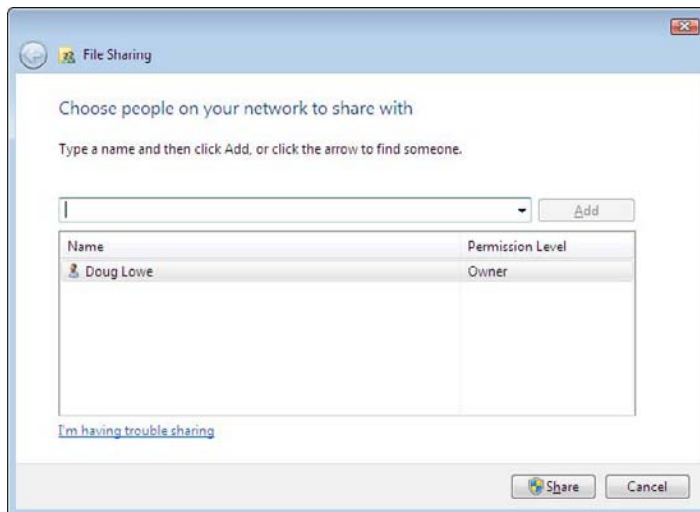 File Sharing
Choose people on your network to share with
Type a name and then click Add, or click the arrow to find someone.
Add
Name Permission Level
Doug Lowe Owner
I'm having trouble sharing
Share Cancel